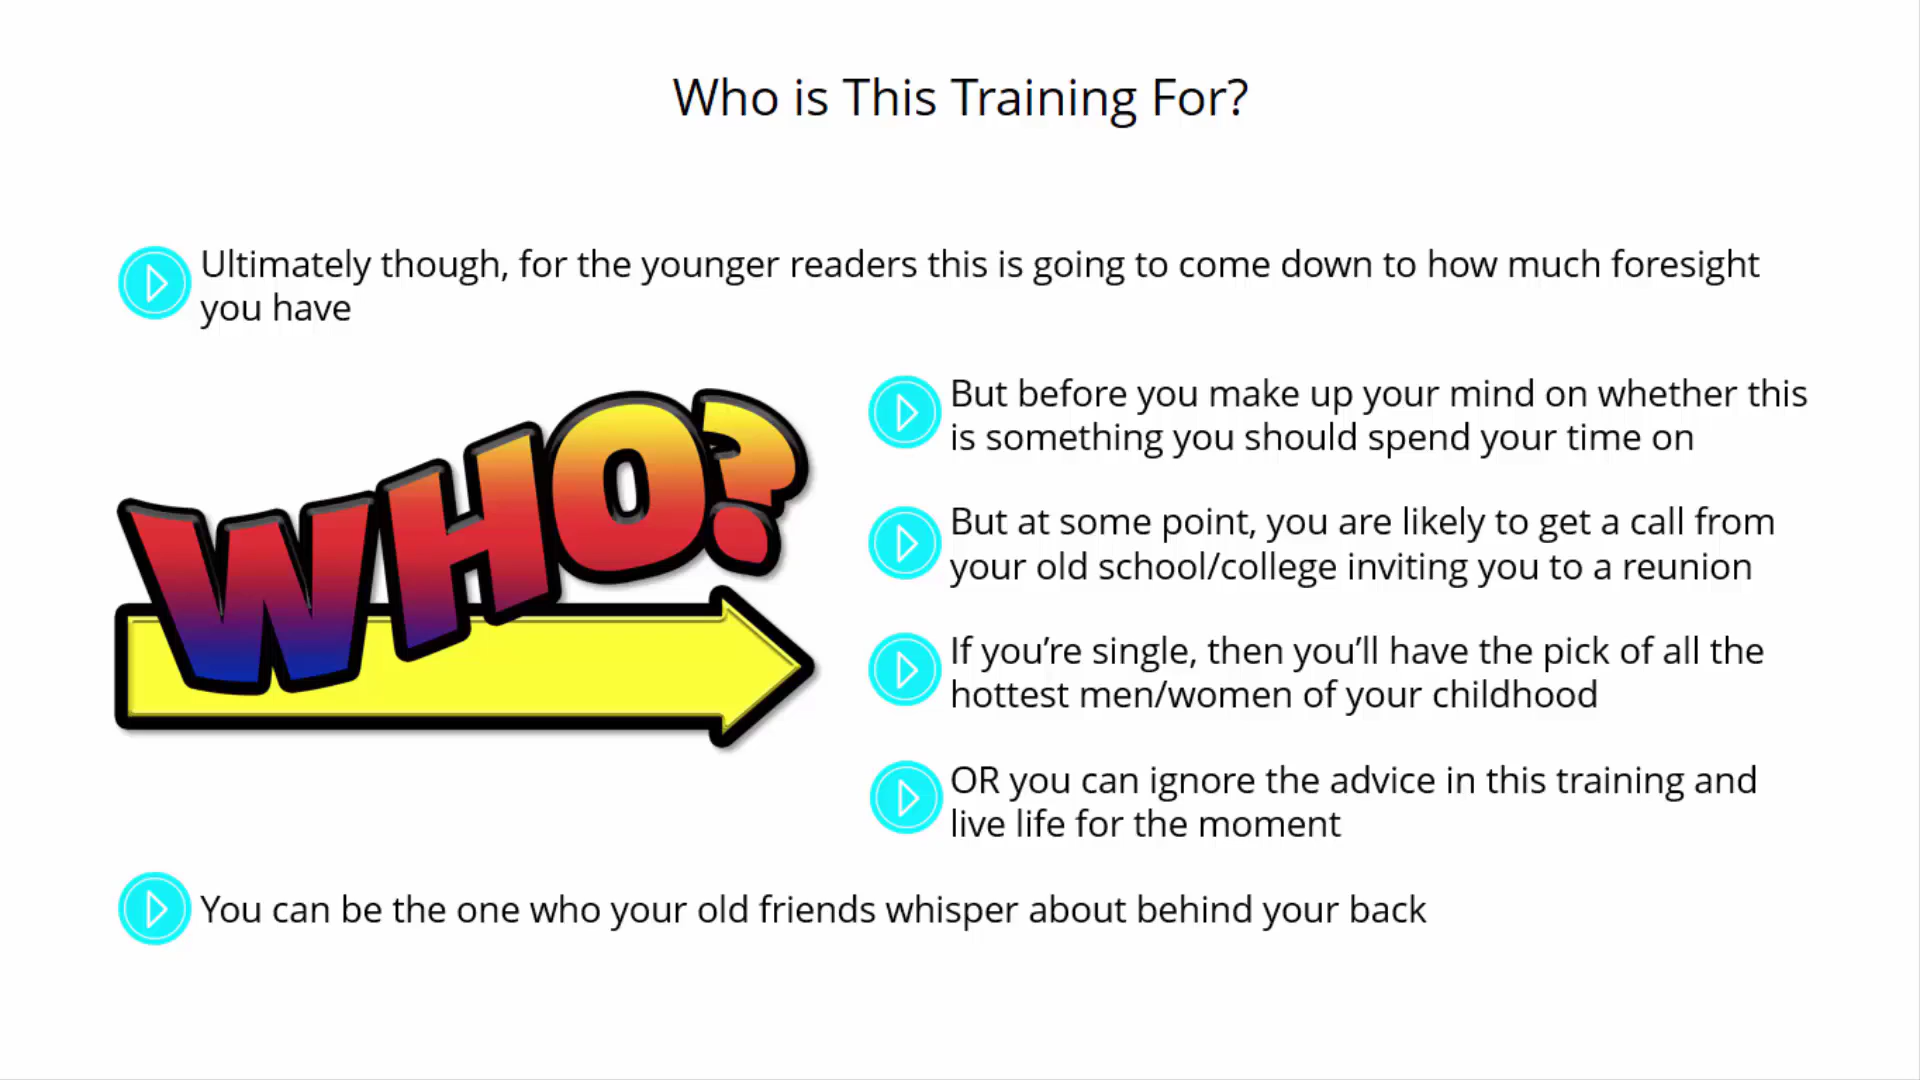 Who is This Training For?
Ultimately though, for the younger readers this is going to come down to how much foresight
you have
WHO?
But before you make up your mind on whether this
is something you should spend your time on
But at some point, you are likely to get a call from
your old school/college inviting you to a reunion
If you’re single, then you’ll have the pick of all the
hottest men/women of your childhood
OR you can ignore the advice in this training and
live life for the moment
You can be the one who your old friends whisper about behind your back